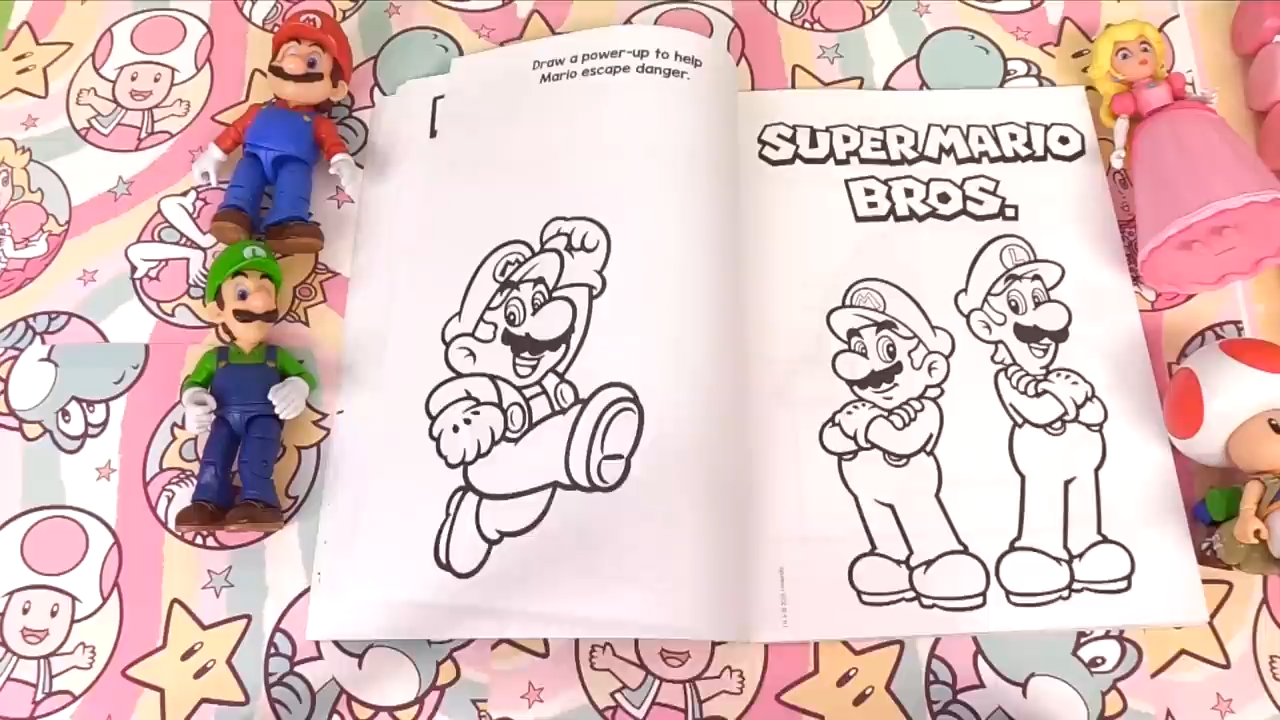 Draw a power-up to help
Mario escape danger.
SUPER MARIO
BROS.
M
L
M
L